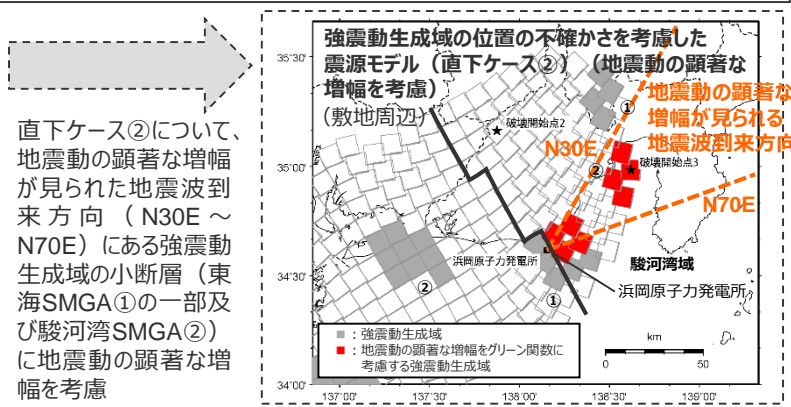 直下ケース②について、
地震動の顕著な増幅
が見られた地震波到
来方向（N30E～
N70E）にある強震動
生成域の小断層（東
海SMGA①の一部及
び駿河湾SMGA②）
に地震動の顕著な増
幅を考慮
強震動生成域の位置の不確かさを考慮した
震源モデル（直下ケース②）（地震動の顕著な
増幅を考慮）
（敷地周辺）
35˚30'
35˚00'
34˚30'
34˚00'
137˚00'
137˚30'
138˚00'
138˚30'
139˚00'
破壊開始点2
①
地震動の顕著な
増幅が見られる
地震波到来方向
N30E
②
破壊開始点3
N70E
浜岡原子力発電所
駿河湾域
浜岡原子力発電所
②
①
：強震動生成域
：地震動の顕著な増幅をグリーン関数に
考慮する強震動生成域
km
0
50